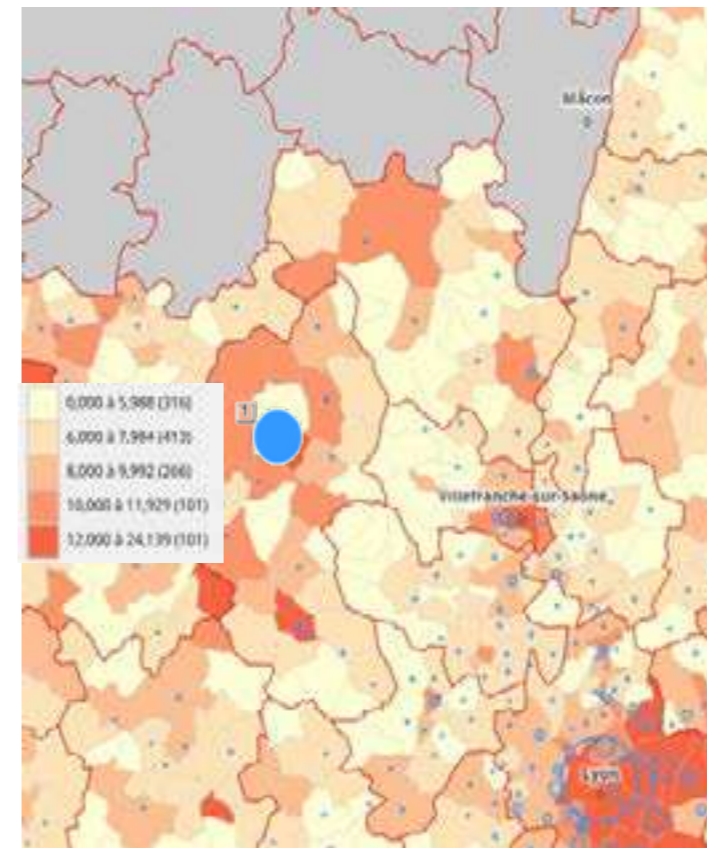 Mâcon
1
0,000 à 5,988 (316)
6,000 à 7,984 (413)
8,000 à 9,992 (266)
10,000 à 11,929 (101)
12,000 à 24,139 (101)
Villefranche-sur-Saône
Lyon